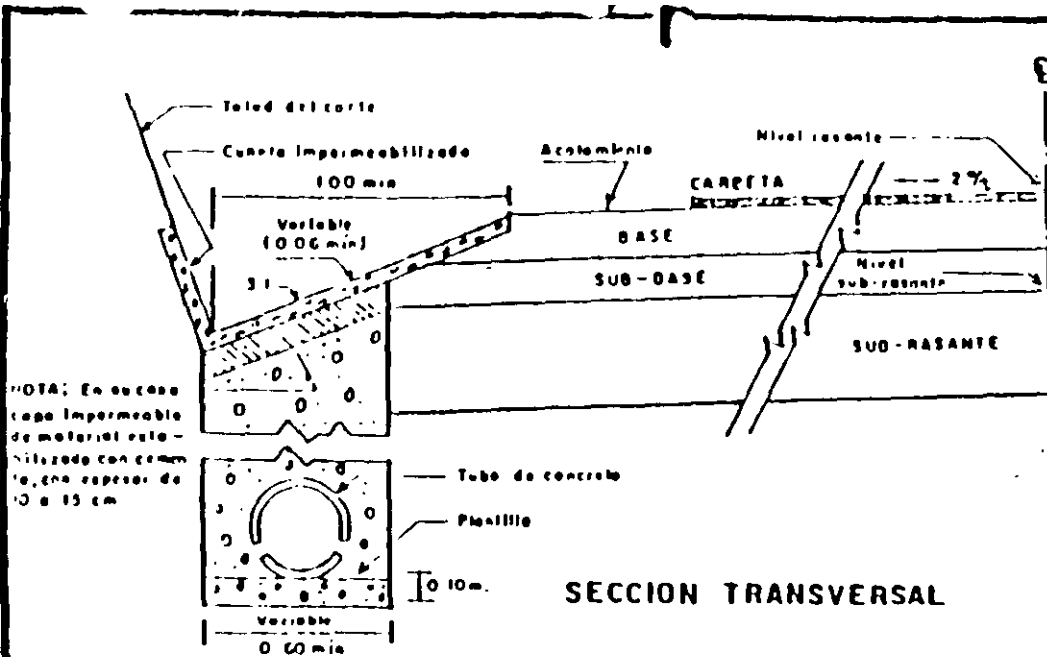 Talud del corte
Cuneta Impermeabilizada
1.00 min
Variable
(0.06 min)
3:1
Acotamiento
CARPETA
Nivel rasante
2 %
BASE
SUB-BASE
Nivel
sub-rasante
SUB-RASANTE
NOTA: En su caso
capa Impermeable
de material esta-
bilizado con cemen
to, con espesor de
10 a 15 cm
Tubo de concreto
Plantilla
0.10 m.
Variable
0.60 min
SECCION TRANSVERSAL